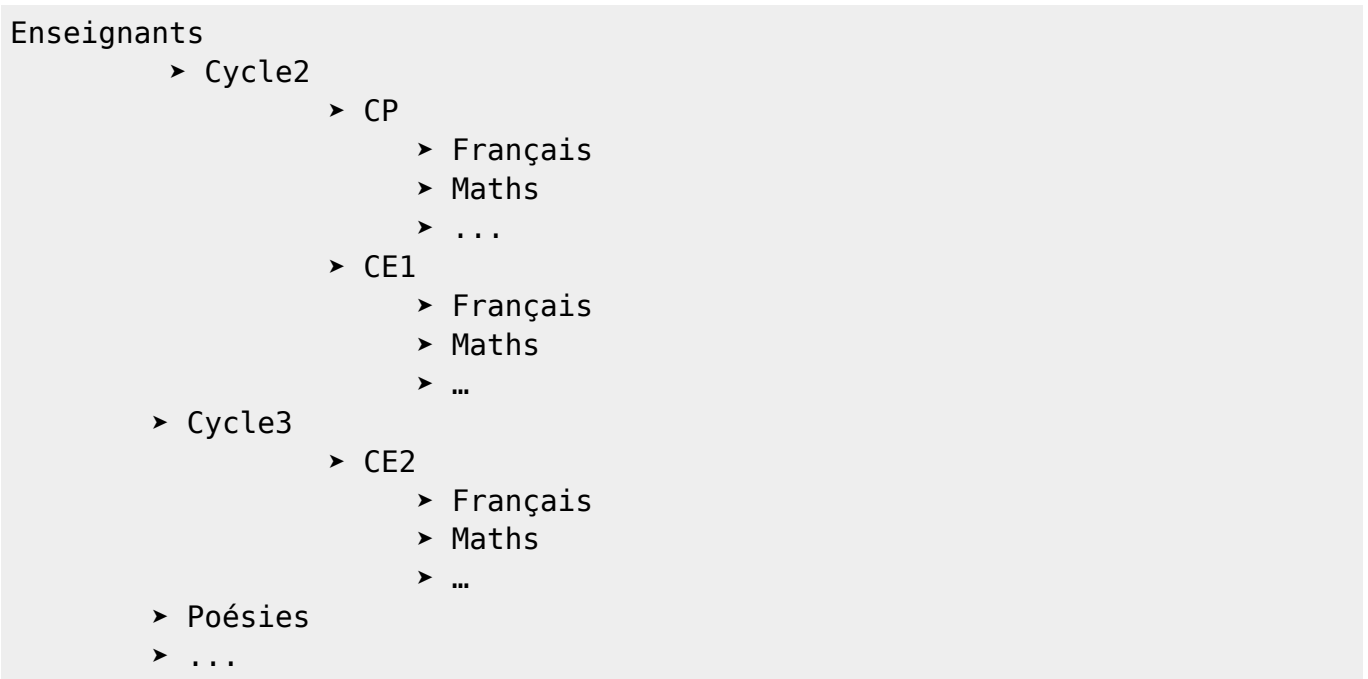 Enseignants
➤ Cycle2
➤ CP
➤ Français
➤ Maths
➤ ...
➤ CE1
➤ Français
➤ Maths
➤ …
➤ Cycle3
➤ CE2
➤ Français
➤ Maths
➤ …
➤ Poésies
➤ ...